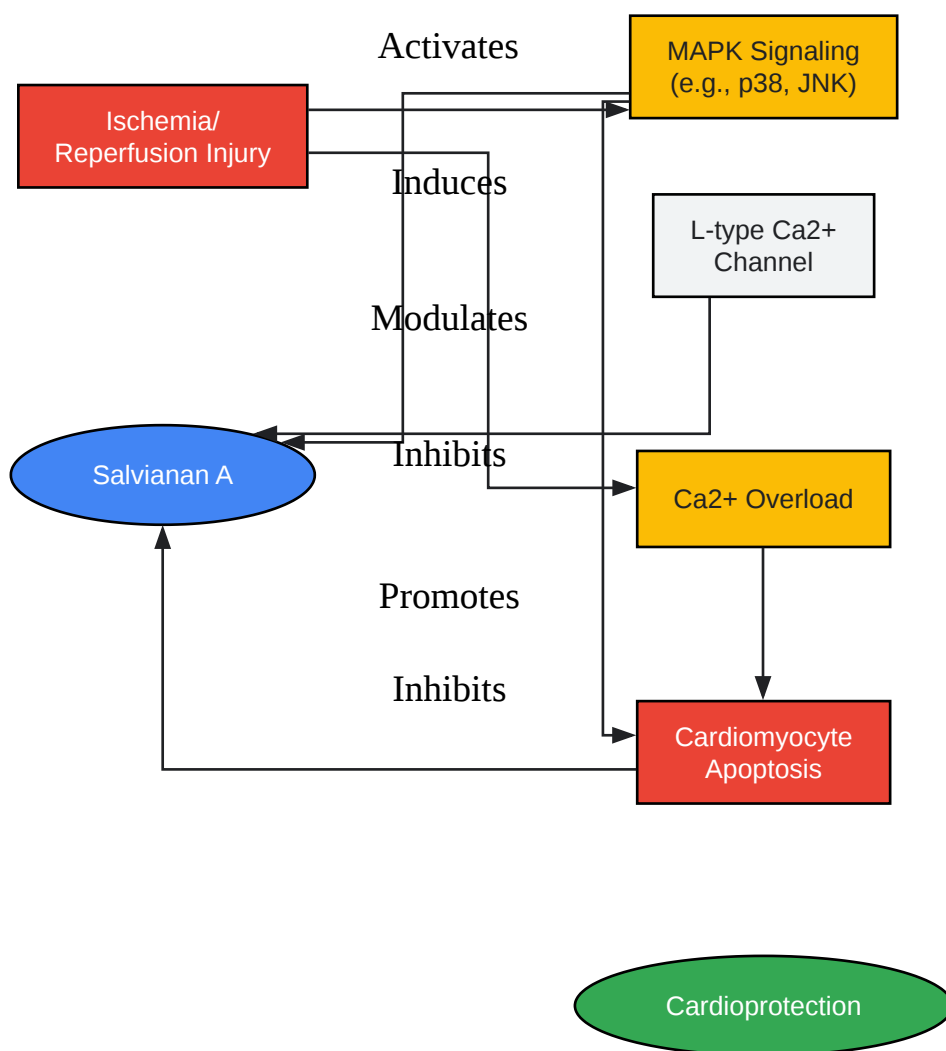 Activates
MAPK Signaling
(e.g., p38, JNK)
Ischemia/
Reperfusion Injury
Induces
L-type Ca2+
Channel
Modulates
Inhibits
Salvianan A
Ca2+ Overload
Promotes
Inhibits
Cardiomyocyte
Apoptosis
Cardioprotection